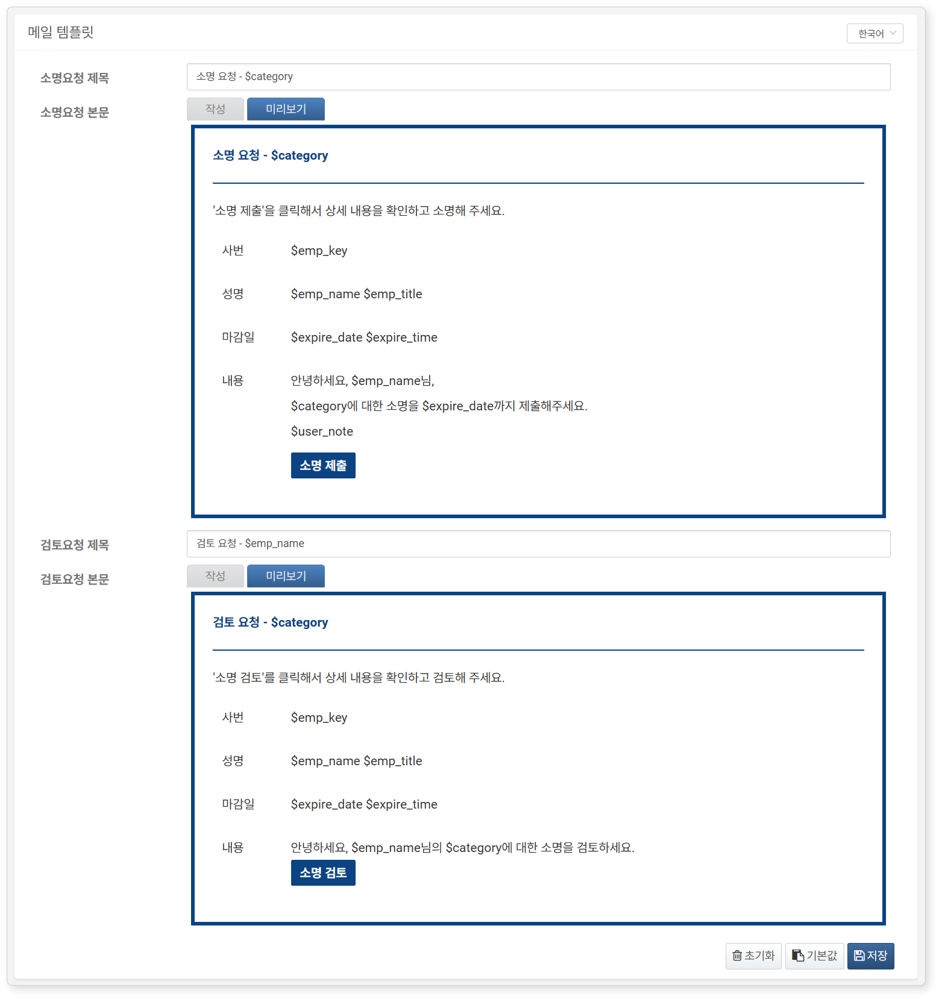 메일 템플릿
한국어
소명요청 제목
소명 요청 - $category
소명요청 본문
작성
미리보기
소명 요청 - $category
'소명 제출'을 클릭해서 상세 내용을 확인하고 소명해 주세요.
사번 $emp_key
성명 $emp_name $emp_title
마감일 $expire_date $expire_time
내용 안녕하세요, $emp_name님,
$category에 대한 소명을 $expire_date까지 제출해주세요.
$user_note
소명 제출
검토요청 제목
검토 요청 - $emp_name
검토요청 본문
작성
미리보기
검토 요청 - $category
'소명 검토'를 클릭해서 상세 내용을 확인하고 검토해 주세요.
사번 $emp_key
성명 $emp_name $emp_title
마감일 $expire_date $expire_time
내용 안녕하세요, $emp_name님의 $category에 대한 소명을 검토하세요.
소명 검토
초기화
기본값
저장